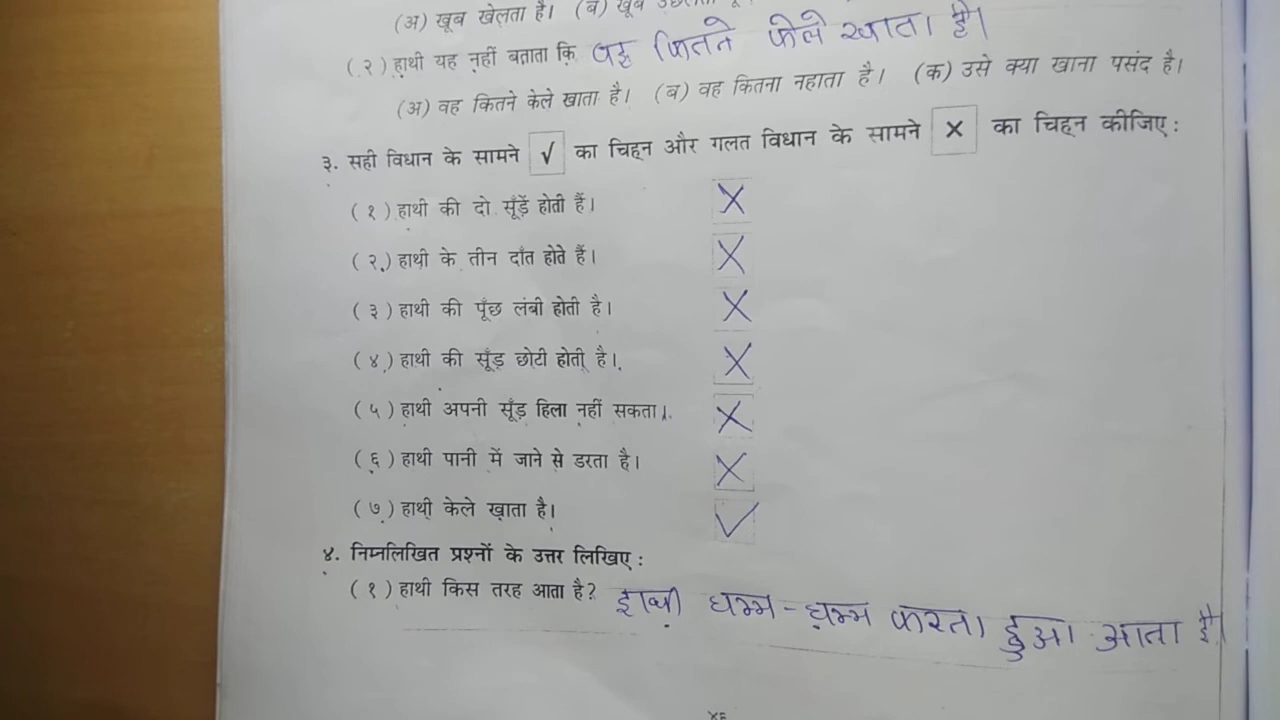 (अ) खूब खेलता है। (ब) खूब
(२) हाथी यह नहीं बताता कि वह कितने केले खाता है।
(अ) वह कितने केले खाता है। (ब) वह कितना नहाता है। (क) उसे क्या खाना पसंद है।
३. सही विधान के सामने √ का चिह्न और गलत विधान के सामने × का चिह्न कीजिए :
(१) हाथी की दो सूँड़ें होती हैं। ×
(२) हाथी के तीन दाँत होते हैं। ×
(३) हाथी की पूँछ लंबी होती है। ×
(४) हाथी की सूँड़ छोटी होती है। ×
(५) हाथी अपनी सूँड़ हिला नहीं सकता। ×
(६) हाथी पानी में जाने से डरता है। ×
(७) हाथी केले खाता है। ✓
४. निम्नलिखित प्रश्नों के उत्तर लिखिए :
(१) हाथी किस तरह आता है? हाथी धम्म-धम्म करता हुआ आता है।